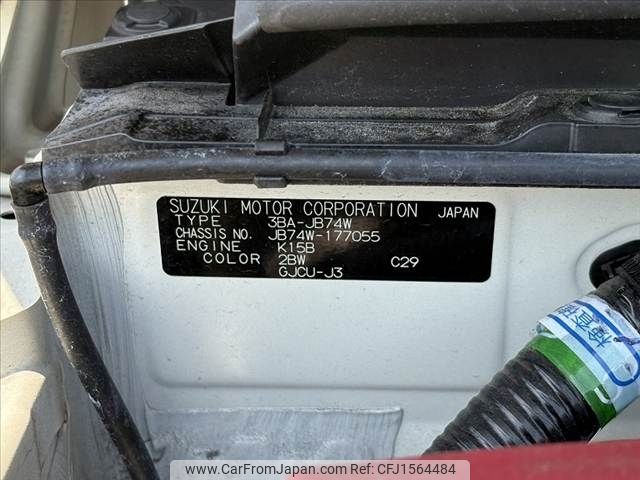 SUZUKI MOTOR CORPORATION JAPAN
TYPE 3BA-JB74W
CHASSIS NO. JB74W-177055
ENGINE K15B
COLOR 2BW C29
GJCU-J3
www.CarFromJapan.com - CFJ1564484